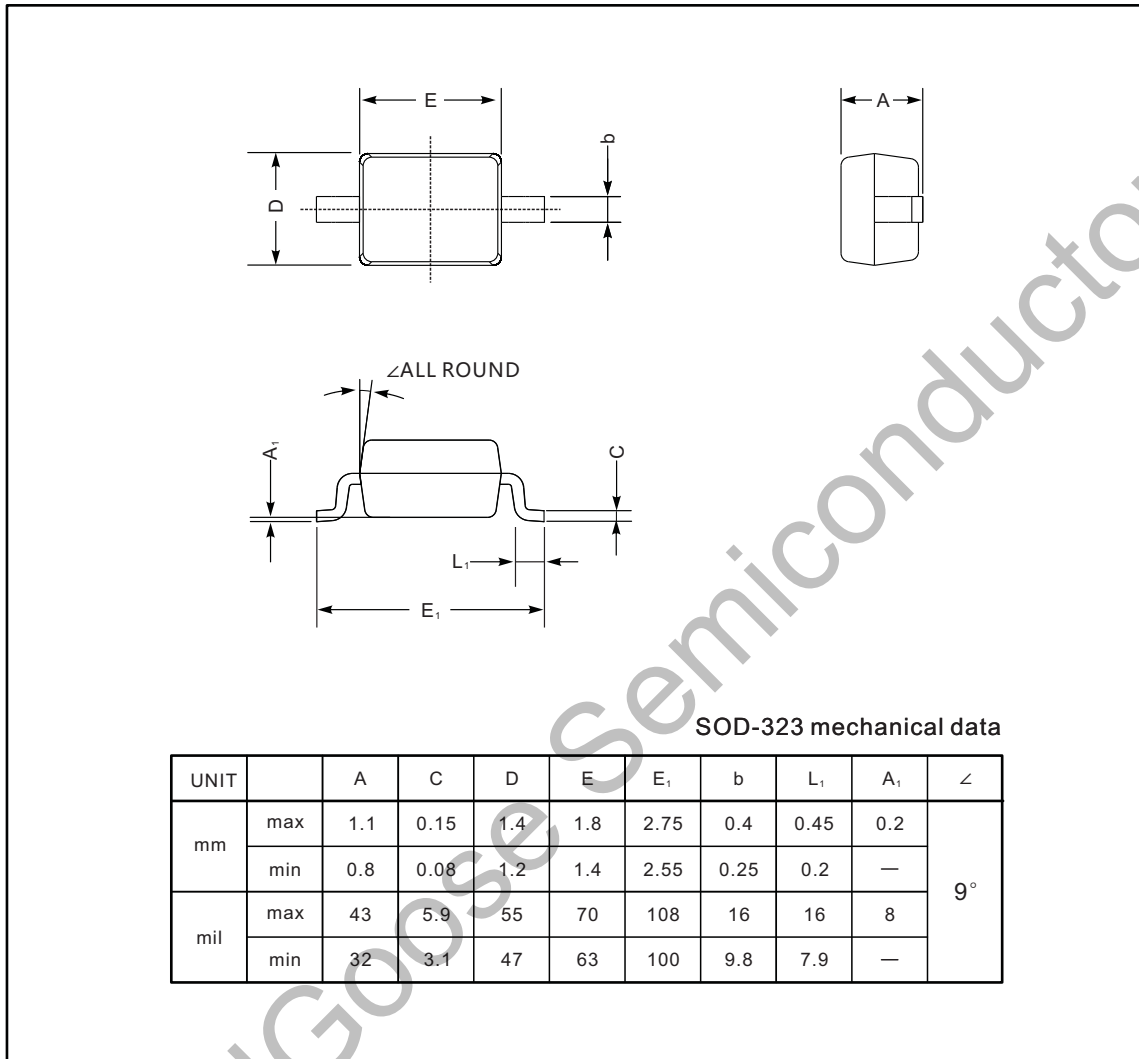 E
A
b
D
∠ALL ROUND
A₁
C
L₁
E₁
SOD-323 mechanical data
UNIT A C D E E₁ b L₁ A₁ ∠
mm max 1.1 0.15 1.4 1.8 2.75 0.4 0.45 0.2 9°
min 0.8 0.08 1.2 1.4 2.55 0.25 0.2 —
mil max 43 5.9 55 70 108 16 16 8
min 32 3.1 47 63 100 9.8 7.9 —
Goose Semiconductor